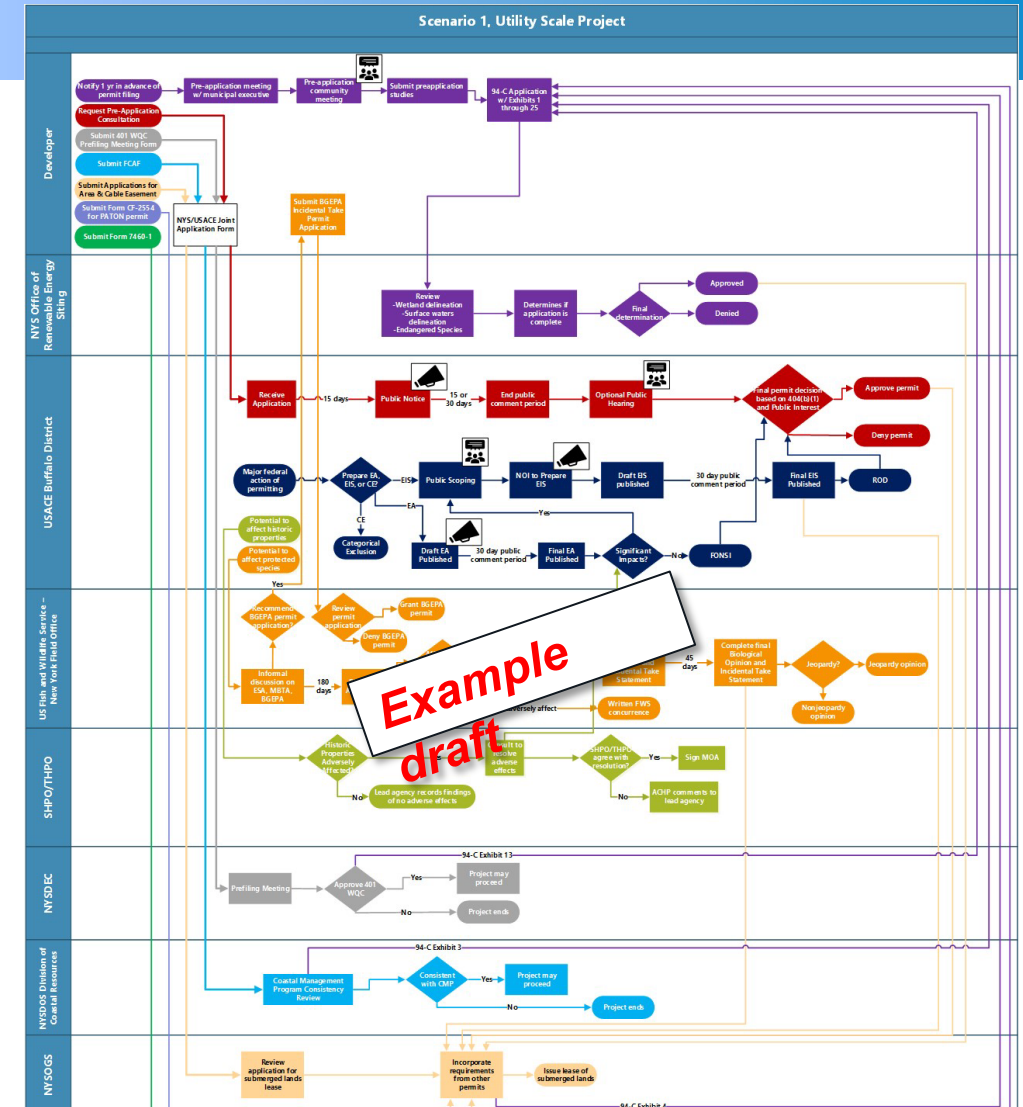 Scenario 1, Utility Scale Project
Developer
Notify 1 yr in advance of
permit filing
Pre-application meeting
w/ municipal executive
Pre-application
community
meeting
Submit preapplication
studies
94-C Application
w/ Exhibits 1
through 25
Request Pre-Application
Consultation
Submit 401 WQC
Prefiling Meeting Form
Submit FCAF
Submit Applications for
Area & Cable Easement
Submit Form CF-2554
for PATON permit
Submit Form 7460-1
NYS/USACE Joint
Application Form
Submit BGEPA
Incidental Take
Permit
Application
NYS Office of
Renewable Energy
Siting
Review
-Wetland delineation
-Surface waters
delineation
-Endangered Species
Determines if
application is
complete
Final
determination
Approved
Denied
USACE Buffalo District
Receive
Application
15 days
Public Notice
15 or
30 days
End public
comment period
Optional Public
Hearing
Final permit decision
based on 404(b)(1)
and Public Interest
Approve permit
Deny permit
Major federal
action of
permitting
Prepare EA,
EIS, or CE?
EIS
Public Scoping
NOI to Prepare
EIS
Draft EIS
published
30 day public
comment period
Final EIS
Published
ROD
EA
CE
Categorical
Exclusion
Yes
Draft EA
Published
30 day public
comment period
Final EA
Published
Significant
Impacts?
No
FONSI
Potential to
affect historic
properties
Potential to
affect protected
species
Yes
US Fish and Wildlife Service –
New York Field Office
Recommend
BGEPA permit
application?
Review
permit
application
Grant BGEPA
permit
Deny BGEPA
permit
Informal
discussion on
ESA, MBTA,
BGEPA
180
days
Take
Statement
45
days
Complete final
Biological
Opinion and
Incidental Take
Statement
Jeopardy?
Jeopardy opinion
Nonjeopardy
opinion
adversely affect
Written FWS
concurrence
Example
draft
SHPO/THPO
Historic
Properties
Adversely
Affected?
No
Lead agency records findings
of no adverse effects
Consult to
resolve
adverse
effects
SHPO/THPO
agree with
resolution?
Yes
Sign MOA
No
ACHP comments to
lead agency
NYSDEC
94-C Exhibit 13
Prefiling Meeting
Approve 401
WQC
Yes
Project may
proceed
No
Project ends
NYSDOS Division of
Coastal Resources
94-C Exhibit 3
Coastal Management
Program Consistency
Review
Consistent
with CMP
Yes
Project may
proceed
No
Project ends
NYSOGS
Review
application for
submerged lands
lease
Incorporate
requirements
from other
permits
Issue lease of
submerged lands
94-C Exhibit 4